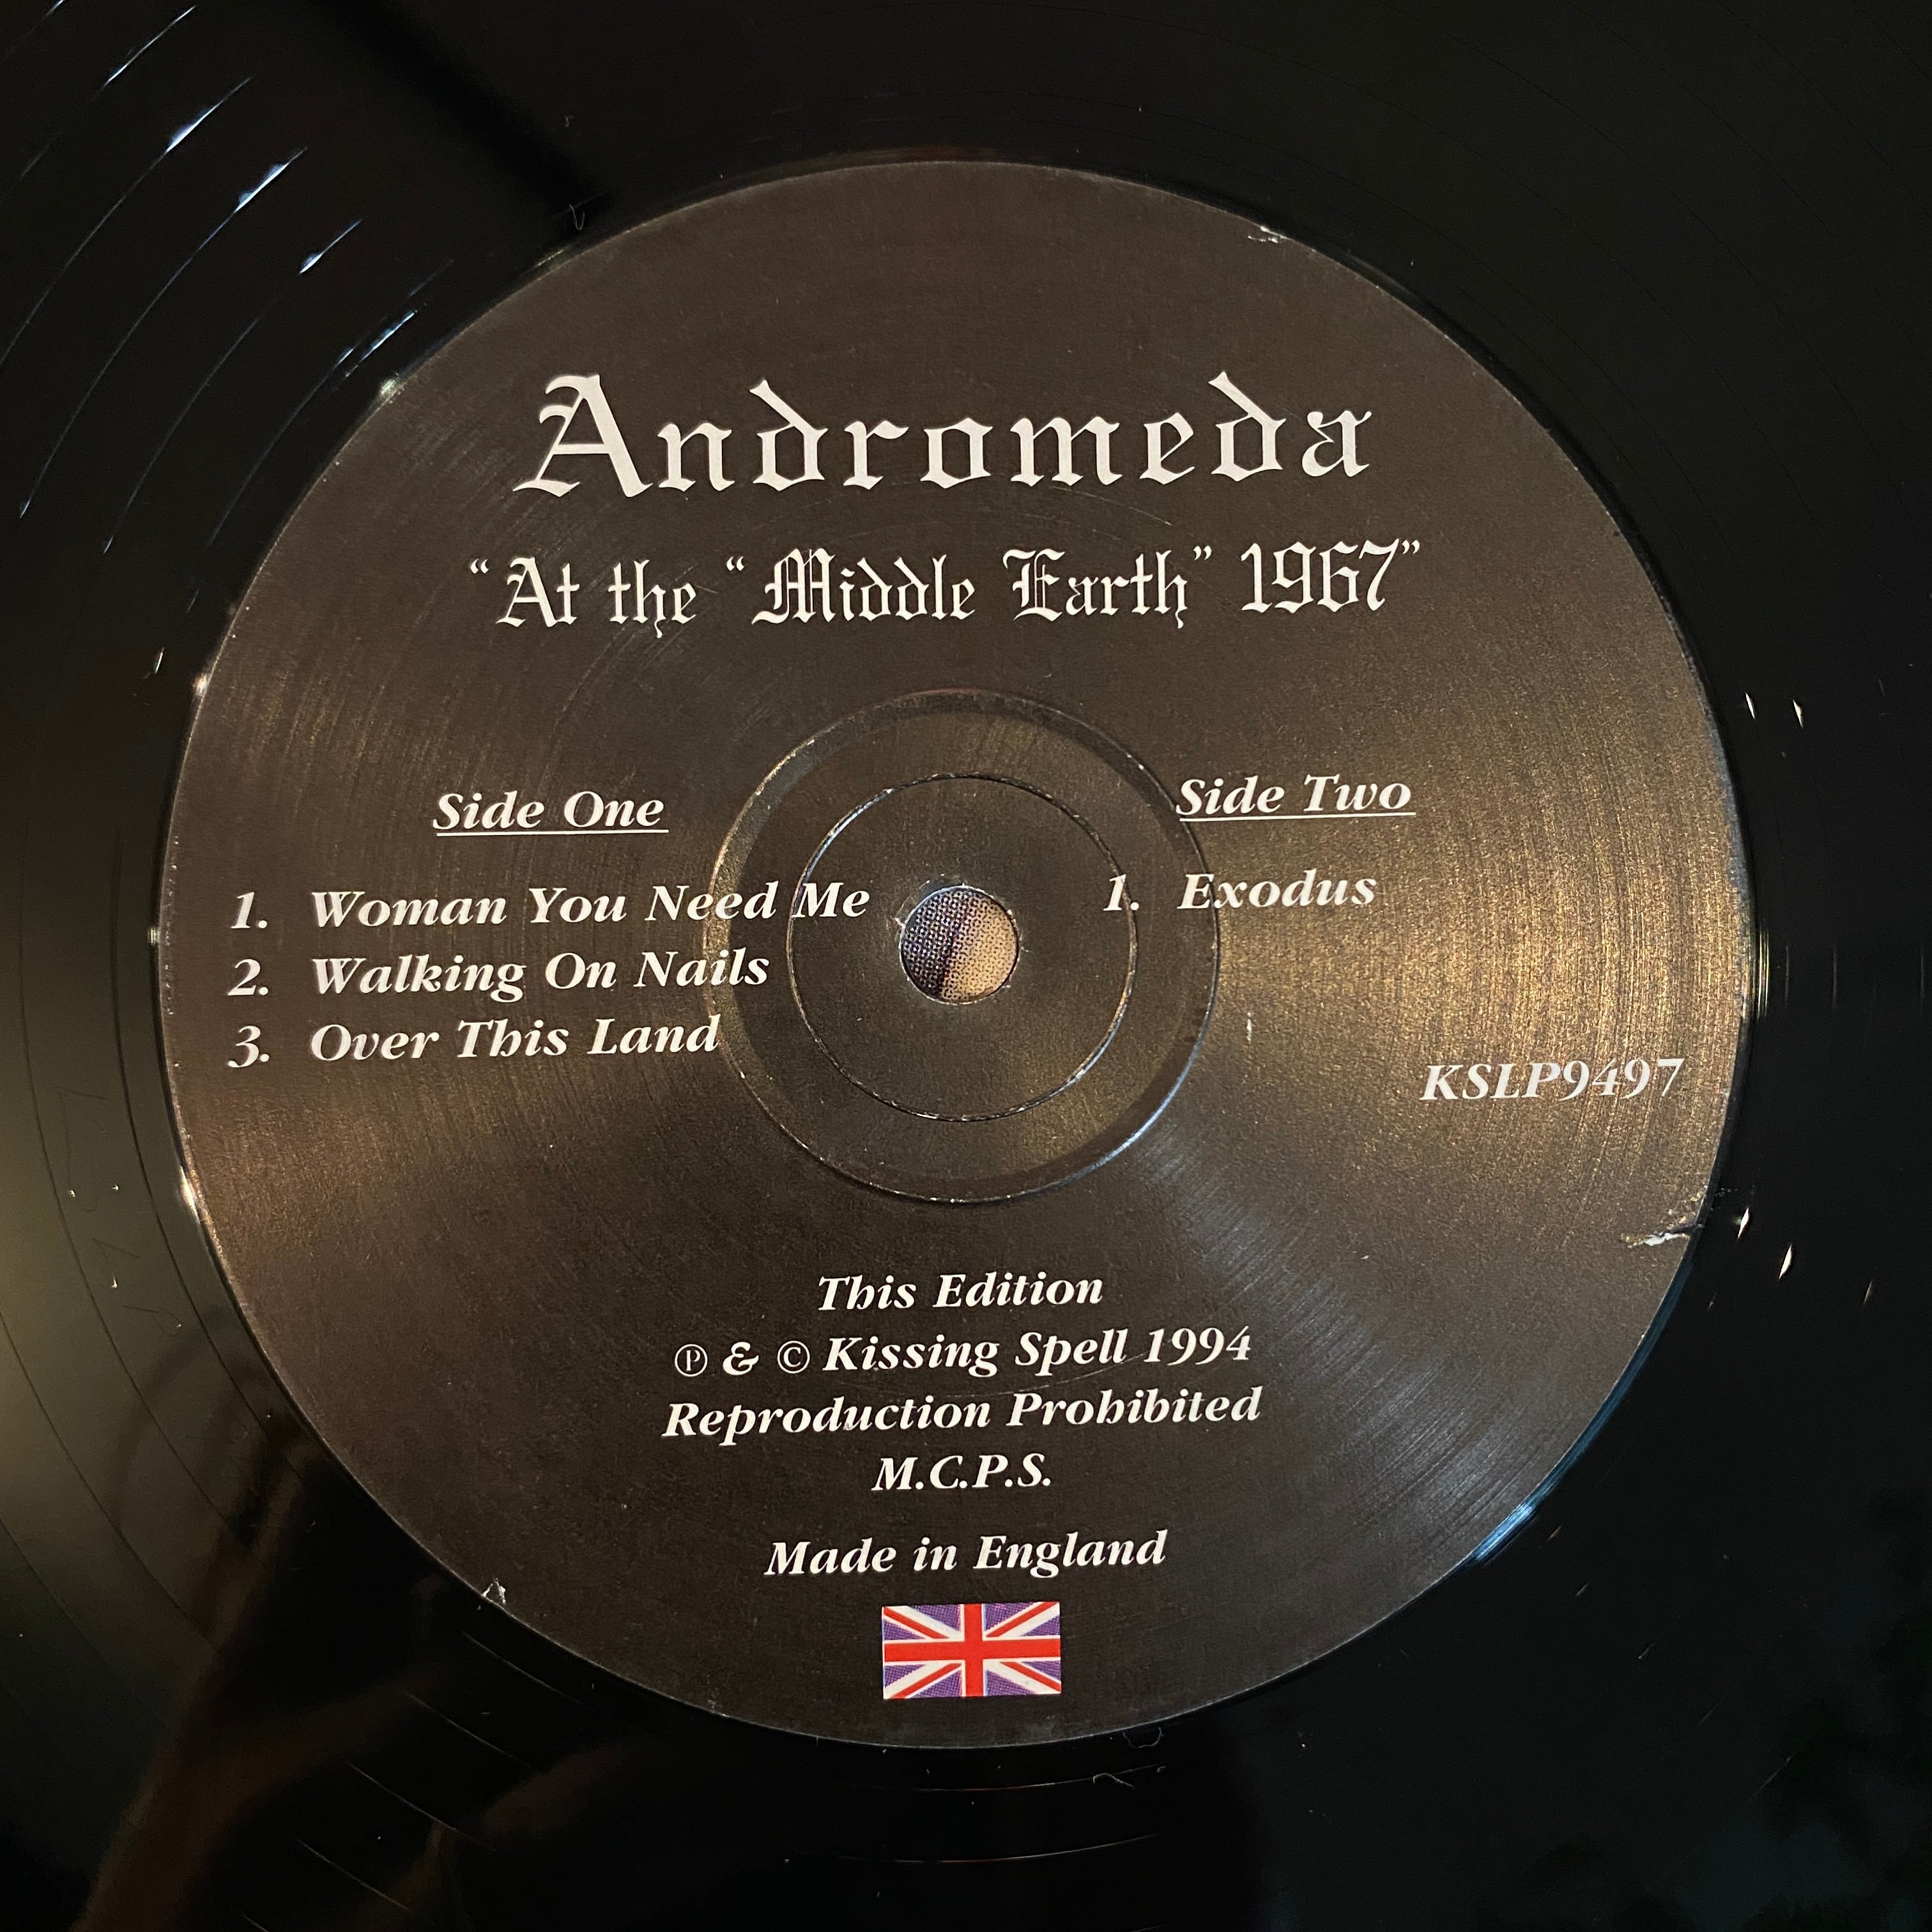 Andromeda
“At the “Middle Earth” 1967”
Side One
1. Woman You Need Me
2. Walking On Nails
3. Over This Land
Side Two
1. Exodus
KSLP9497
This Edition
℗ & © Kissing Spell 1994
Reproduction Prohibited
M.C.P.S.
Made in England